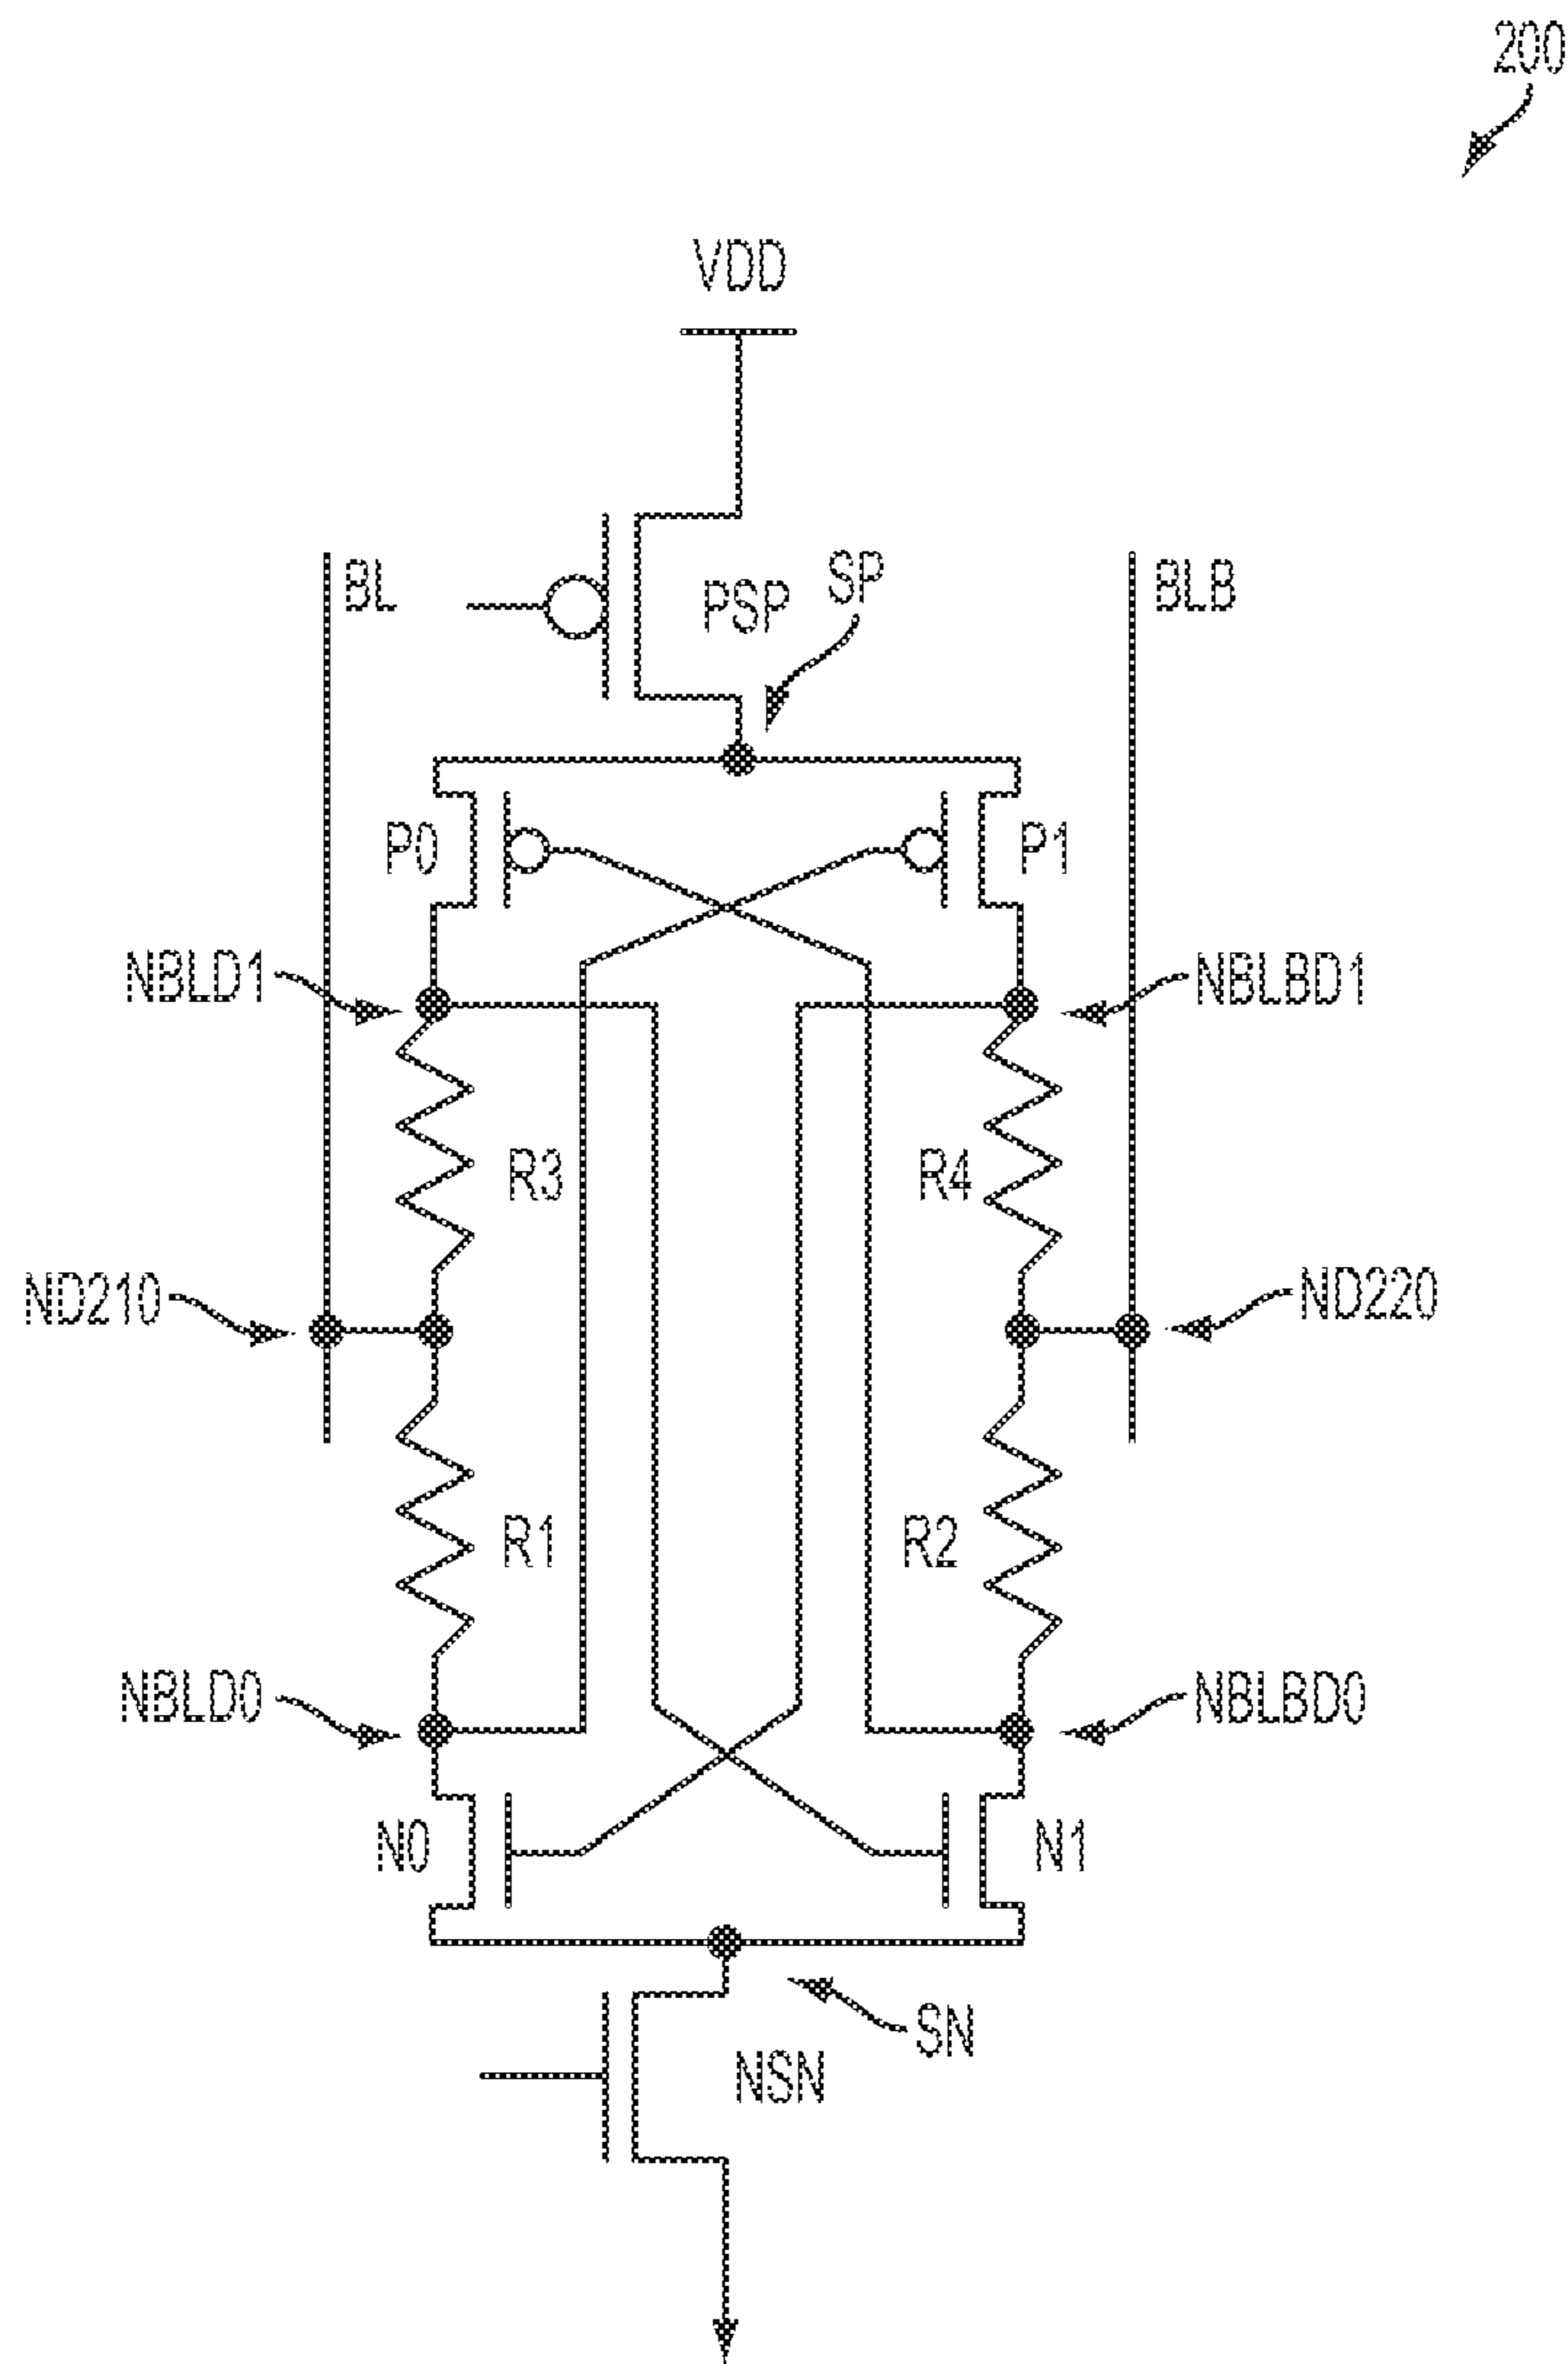 200
VDD
BL
PSP
SP
BLB
P0
P1
NBLD1
NBLBD1
R3
R4
ND210
ND220
R1
R2
NBLD0
NBLBD0
N0
N1
SN
NSN